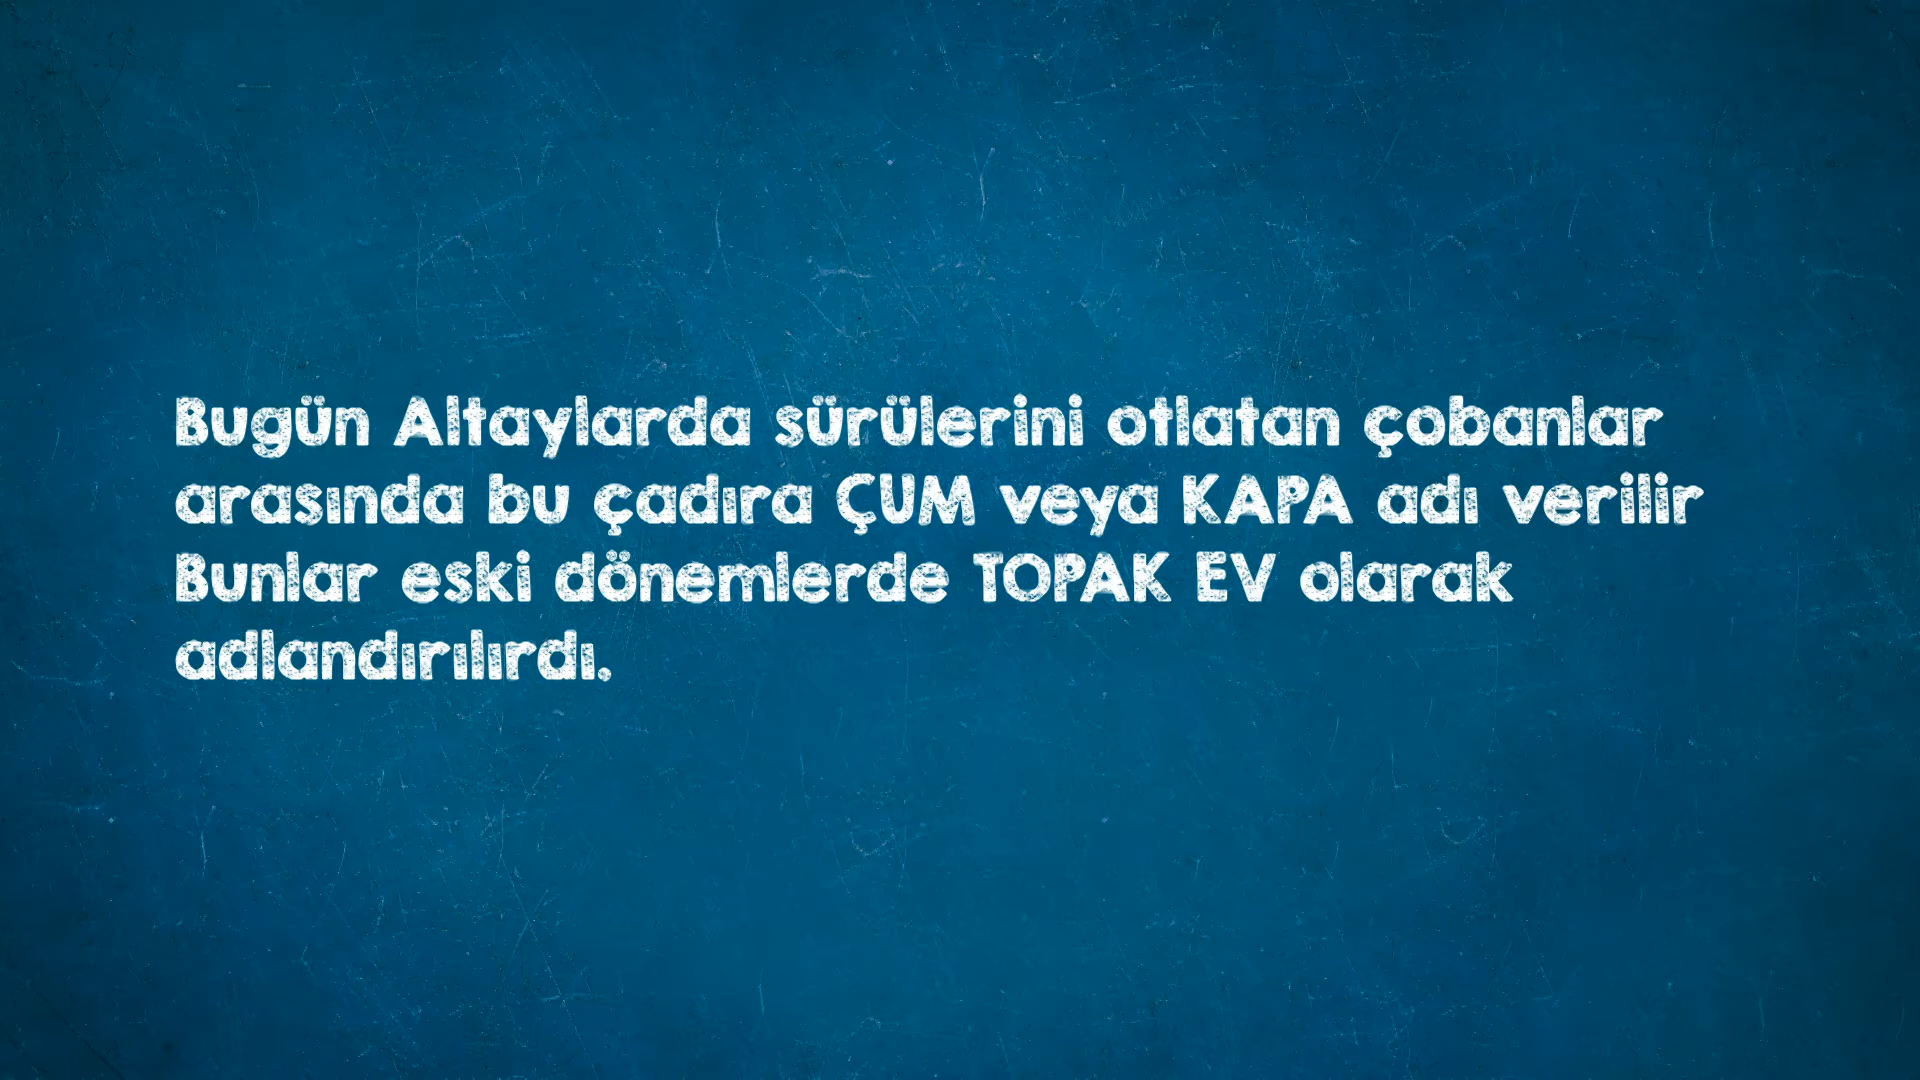 Bugün Altaylarda sürülerini otlatan çobanlar
arasında bu çadıra ÇUM veya KAPA adı verilir
Bunlar eski dönemlerde TOPAK EV olarak
adlandırılırdı.